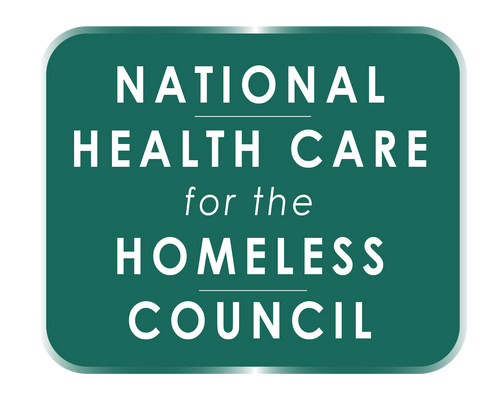 NATIONAL
HEALTH CARE
for the
HOMELESS
COUNCIL